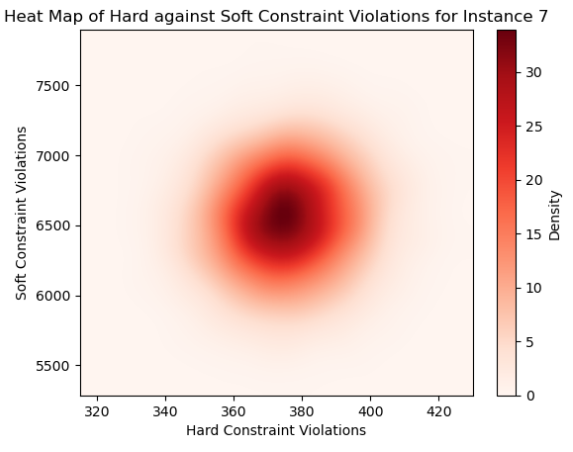 Heat Map of Hard against Soft Constraint Violations for Instance 7
7500
7000
6500
6000
5500
Soft Constraint Violations
320 340 360 380 400 420
Hard Constraint Violations
30
25
20
15
10
5
0
Density